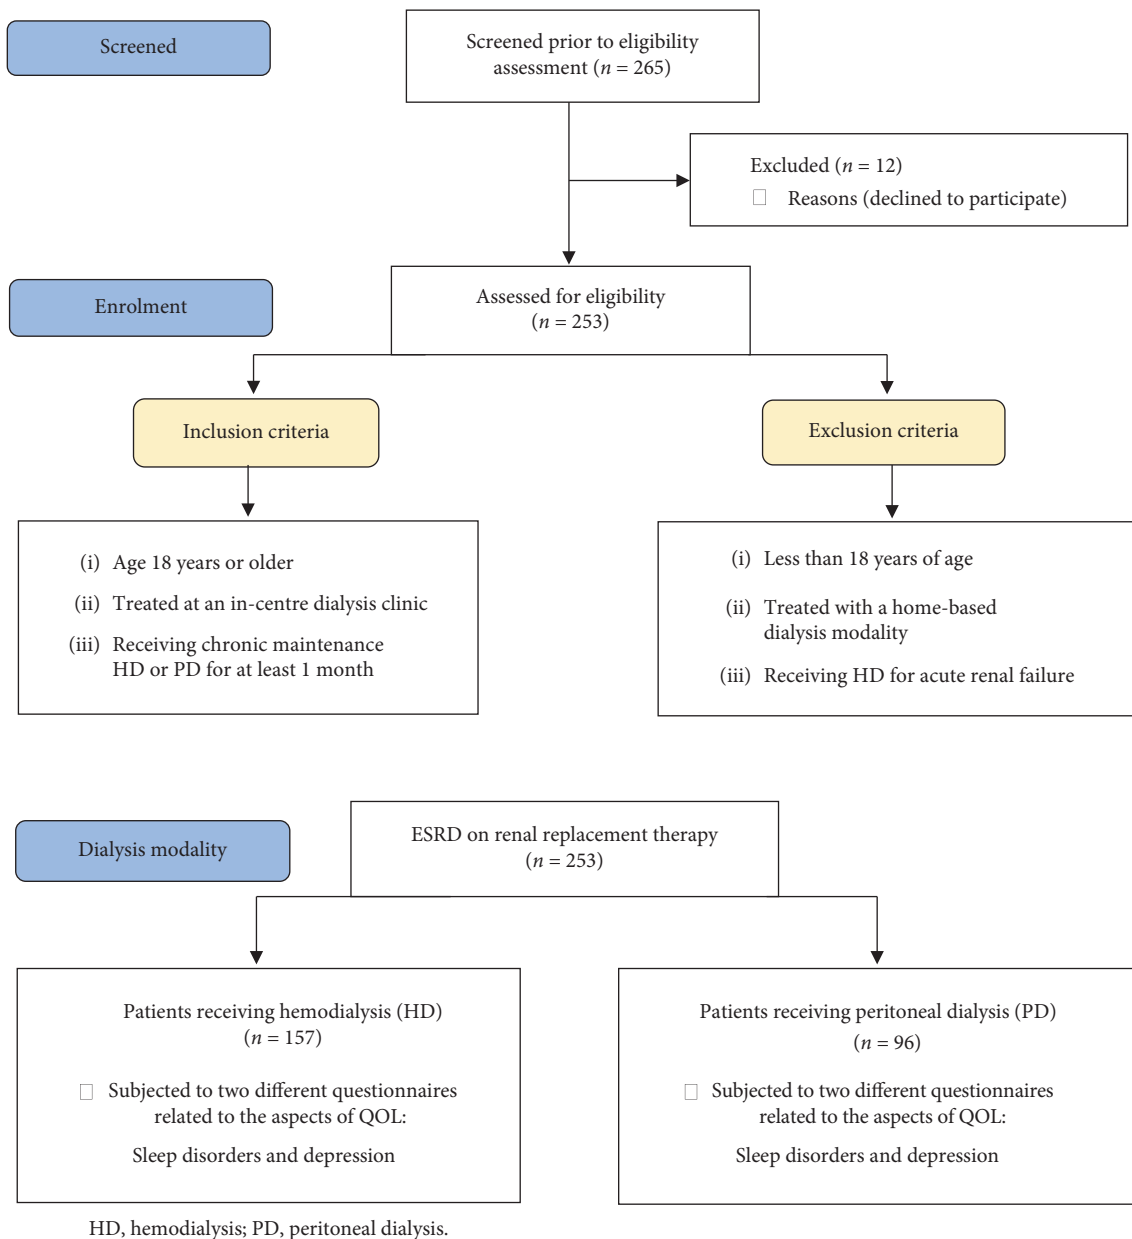 Screened
Screened prior to eligibility
assessment (n = 265)
Excluded (n = 12)
Reasons (declined to participate)
Enrolment
Assessed for eligibility
(n = 253)
Inclusion criteria
Exclusion criteria
(i) Age 18 years or older
(ii) Treated at an in-centre dialysis clinic
(iii) Receiving chronic maintenance
HD or PD for at least 1 month
(i) Less than 18 years of age
(ii) Treated with a home-based
dialysis modality
(iii) Receiving HD for acute renal failure
Dialysis modality
ESRD on renal replacement therapy
(n = 253)
Patients receiving hemodialysis (HD)
(n = 157)
Subjected to two different questionnaires
related to the aspects of QOL:
Sleep disorders and depression
Patients receiving peritoneal dialysis (PD)
(n = 96)
Subjected to two different questionnaires
related to the aspects of QOL:
Sleep disorders and depression
HD, hemodialysis; PD, peritoneal dialysis.